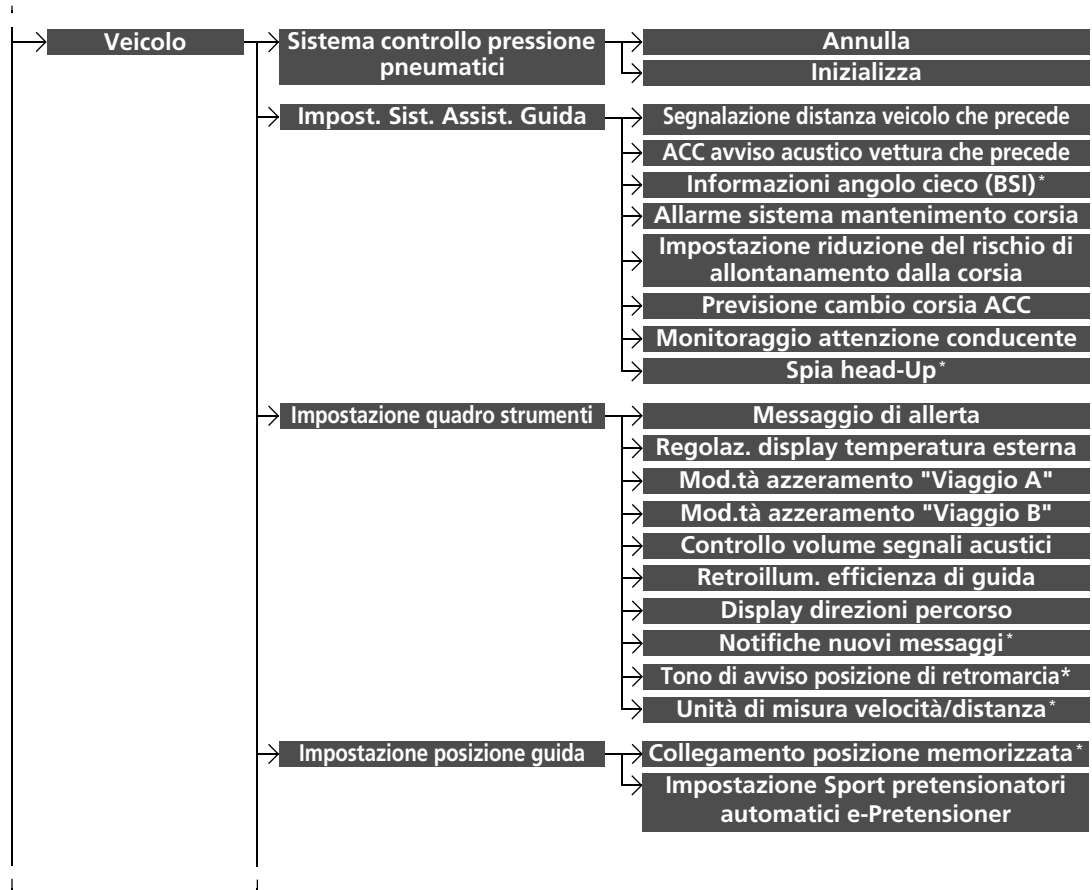 Veicolo
Sistema controllo pressione
pneumatici
Annulla
Inizializza
Impost. Sist. Assist. Guida
Segnalazione distanza veicolo che precede
ACC avviso acustico vettura che precede
Informazioni angolo cieco (BSI)*
Allarme sistema mantenimento corsia
Impostazione riduzione del rischio di
allontanamento dalla corsia
Previsione cambio corsia ACC
Monitoraggio attenzione conducente
Spia head-Up*
Impostazione quadro strumenti
Messaggio di allerta
Regolaz. display temperatura esterna
Mod.tà azzeramento "Viaggio A"
Mod.tà azzeramento "Viaggio B"
Controllo volume segnali acustici
Retroillum. efficienza di guida
Display direzioni percorso
Notifiche nuovi messaggi*
Tono di avviso posizione di retromarcia*
Unità di misura velocità/distanza*
Impostazione posizione guida
Collegamento posizione memorizzata*
Impostazione Sport pretensionatori
automatici e-Pretensioner